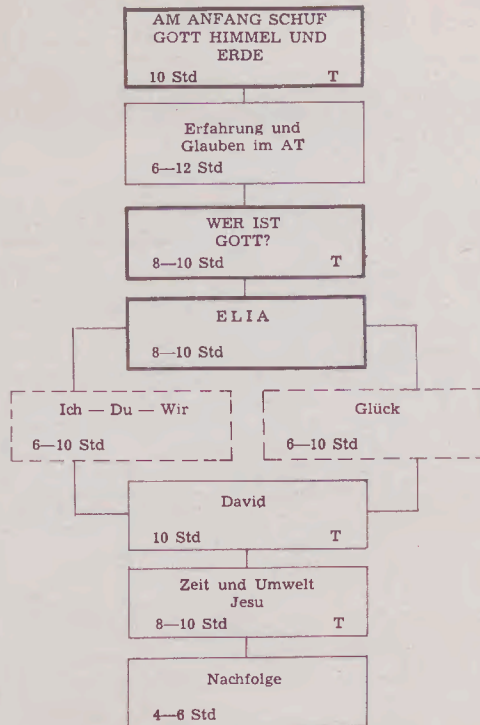 AM ANFANG SCHUF
GOTT HIMMEL UND
ERDE
10 Std T
Erfahrung und
Glauben im AT
6—12 Std
WER IST
GOTT?
8—10 Std T
ELIA
8—10 Std
Ich — Du — Wir
6—10 Std
Glück
6—10 Std
David
10 Std T
Zeit und Umwelt
Jesu
8—10 Std T
Nachfolge
4—6 Std